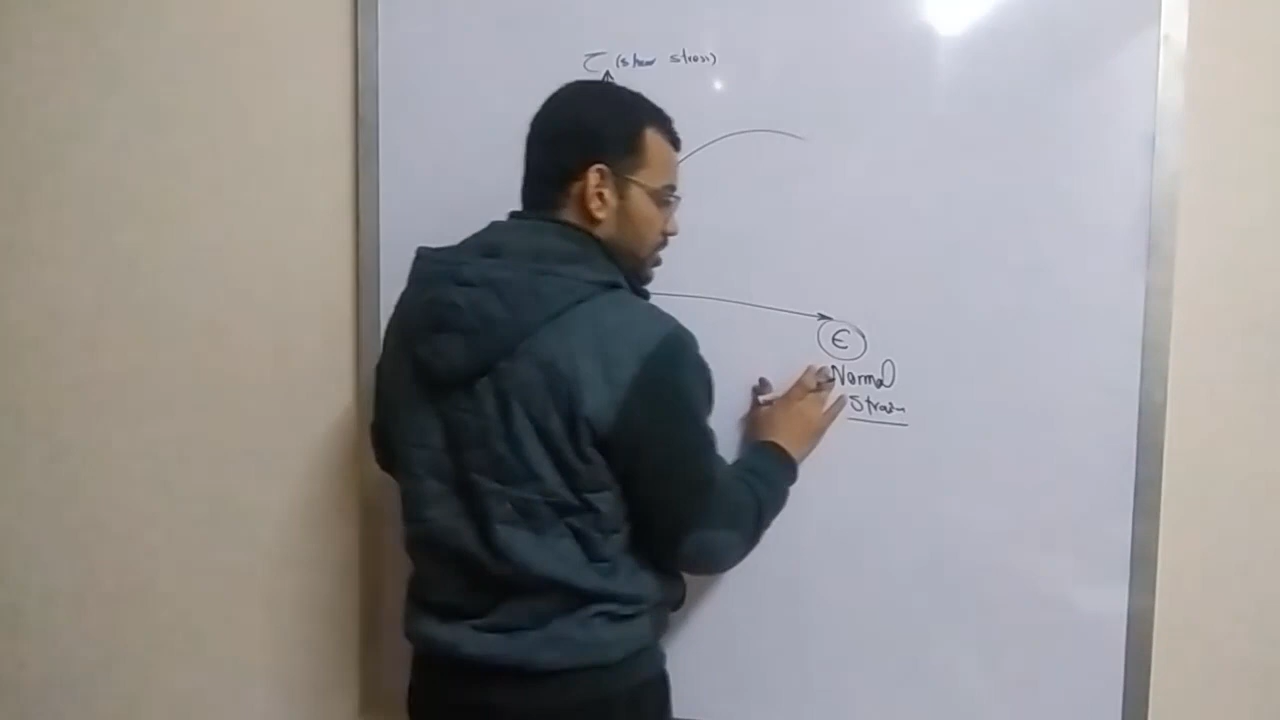 τ (shear stress)
ϵ
Normal
Strain